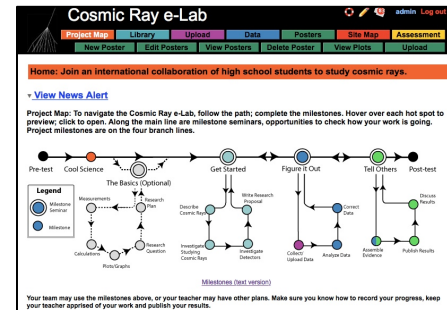 Cosmic Ray e-Lab
admin Log out
Project Map Library Upload Data Posters Site Map Assessment
New Poster Edit Posters View Posters Delete Poster View Plots Upload
Home: Join an international collaboration of high school students to study cosmic rays.
View News Alert
Project Map: To navigate the Cosmic Ray e-Lab, follow the path; complete the milestones. Hover over each hot spot to
preview; click to open. Along the main line are milestone seminars, opportunities to check how your work is going.
Project milestones are on the four branch lines.
Pre-test Cool Science The Basics (Optional) Get Started Figure it Out Tell Others Post-test
Legend
Milestone Seminar
Milestone
Measurements
Research Plan
Calculations
Plots/Graphs
Research Question
Describe Cosmic Rays
Write Research Proposal
Investigate Studying Cosmic Rays
Investigate Detectors
Correct Data
Collect/ Upload Data
Analyze Data
Discuss Results
Assemble Evidence
Publish Results
Milestones (text version)
Your team may use the milestones above, or your teacher may have other plans. Make sure you know how to record your progress, keep
your teacher apprised of your work and publish your results.